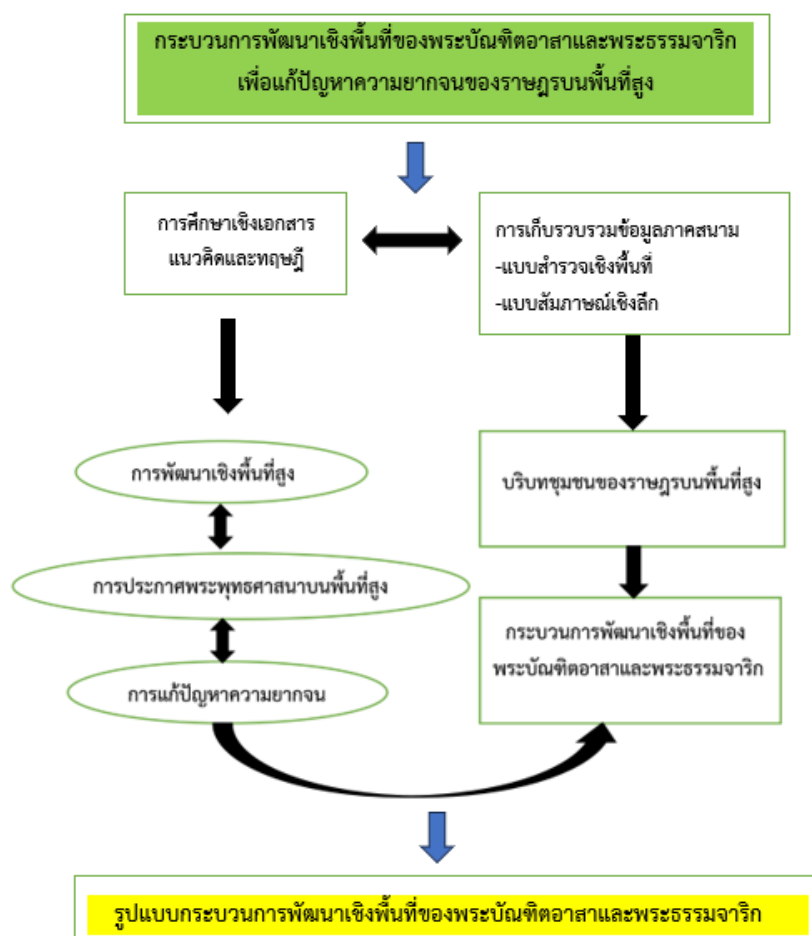 กระบวนการพัฒนาเชิงพื้นที่ของพระบัณฑิตอาสาและพระธรรมจาริก
เพื่อแก้ปัญหาความยากจนของราษฎรบนพื้นที่สูง
การศึกษาเชิงเอกสาร
แนวคิดและทฤษฎี
การเก็บรวบรวมข้อมูลภาคสนาม
-แบบสำรวจเชิงพื้นที่
-แบบสัมภาษณ์เชิงลึก
การพัฒนาเชิงพื้นที่สูง
การประกาศพระพุทธศาสนาบนพื้นที่สูง
การแก้ปัญหาความยากจน
บริบทชุมชนของราษฎรบนพื้นที่สูง
กระบวนการพัฒนาเชิงพื้นที่ของ
พระบัณฑิตอาสาและพระธรรมจาริก
รูปแบบกระบวนการพัฒนาเชิงพื้นที่ของพระบัณฑิตอาสาและพระธรรมจาริก